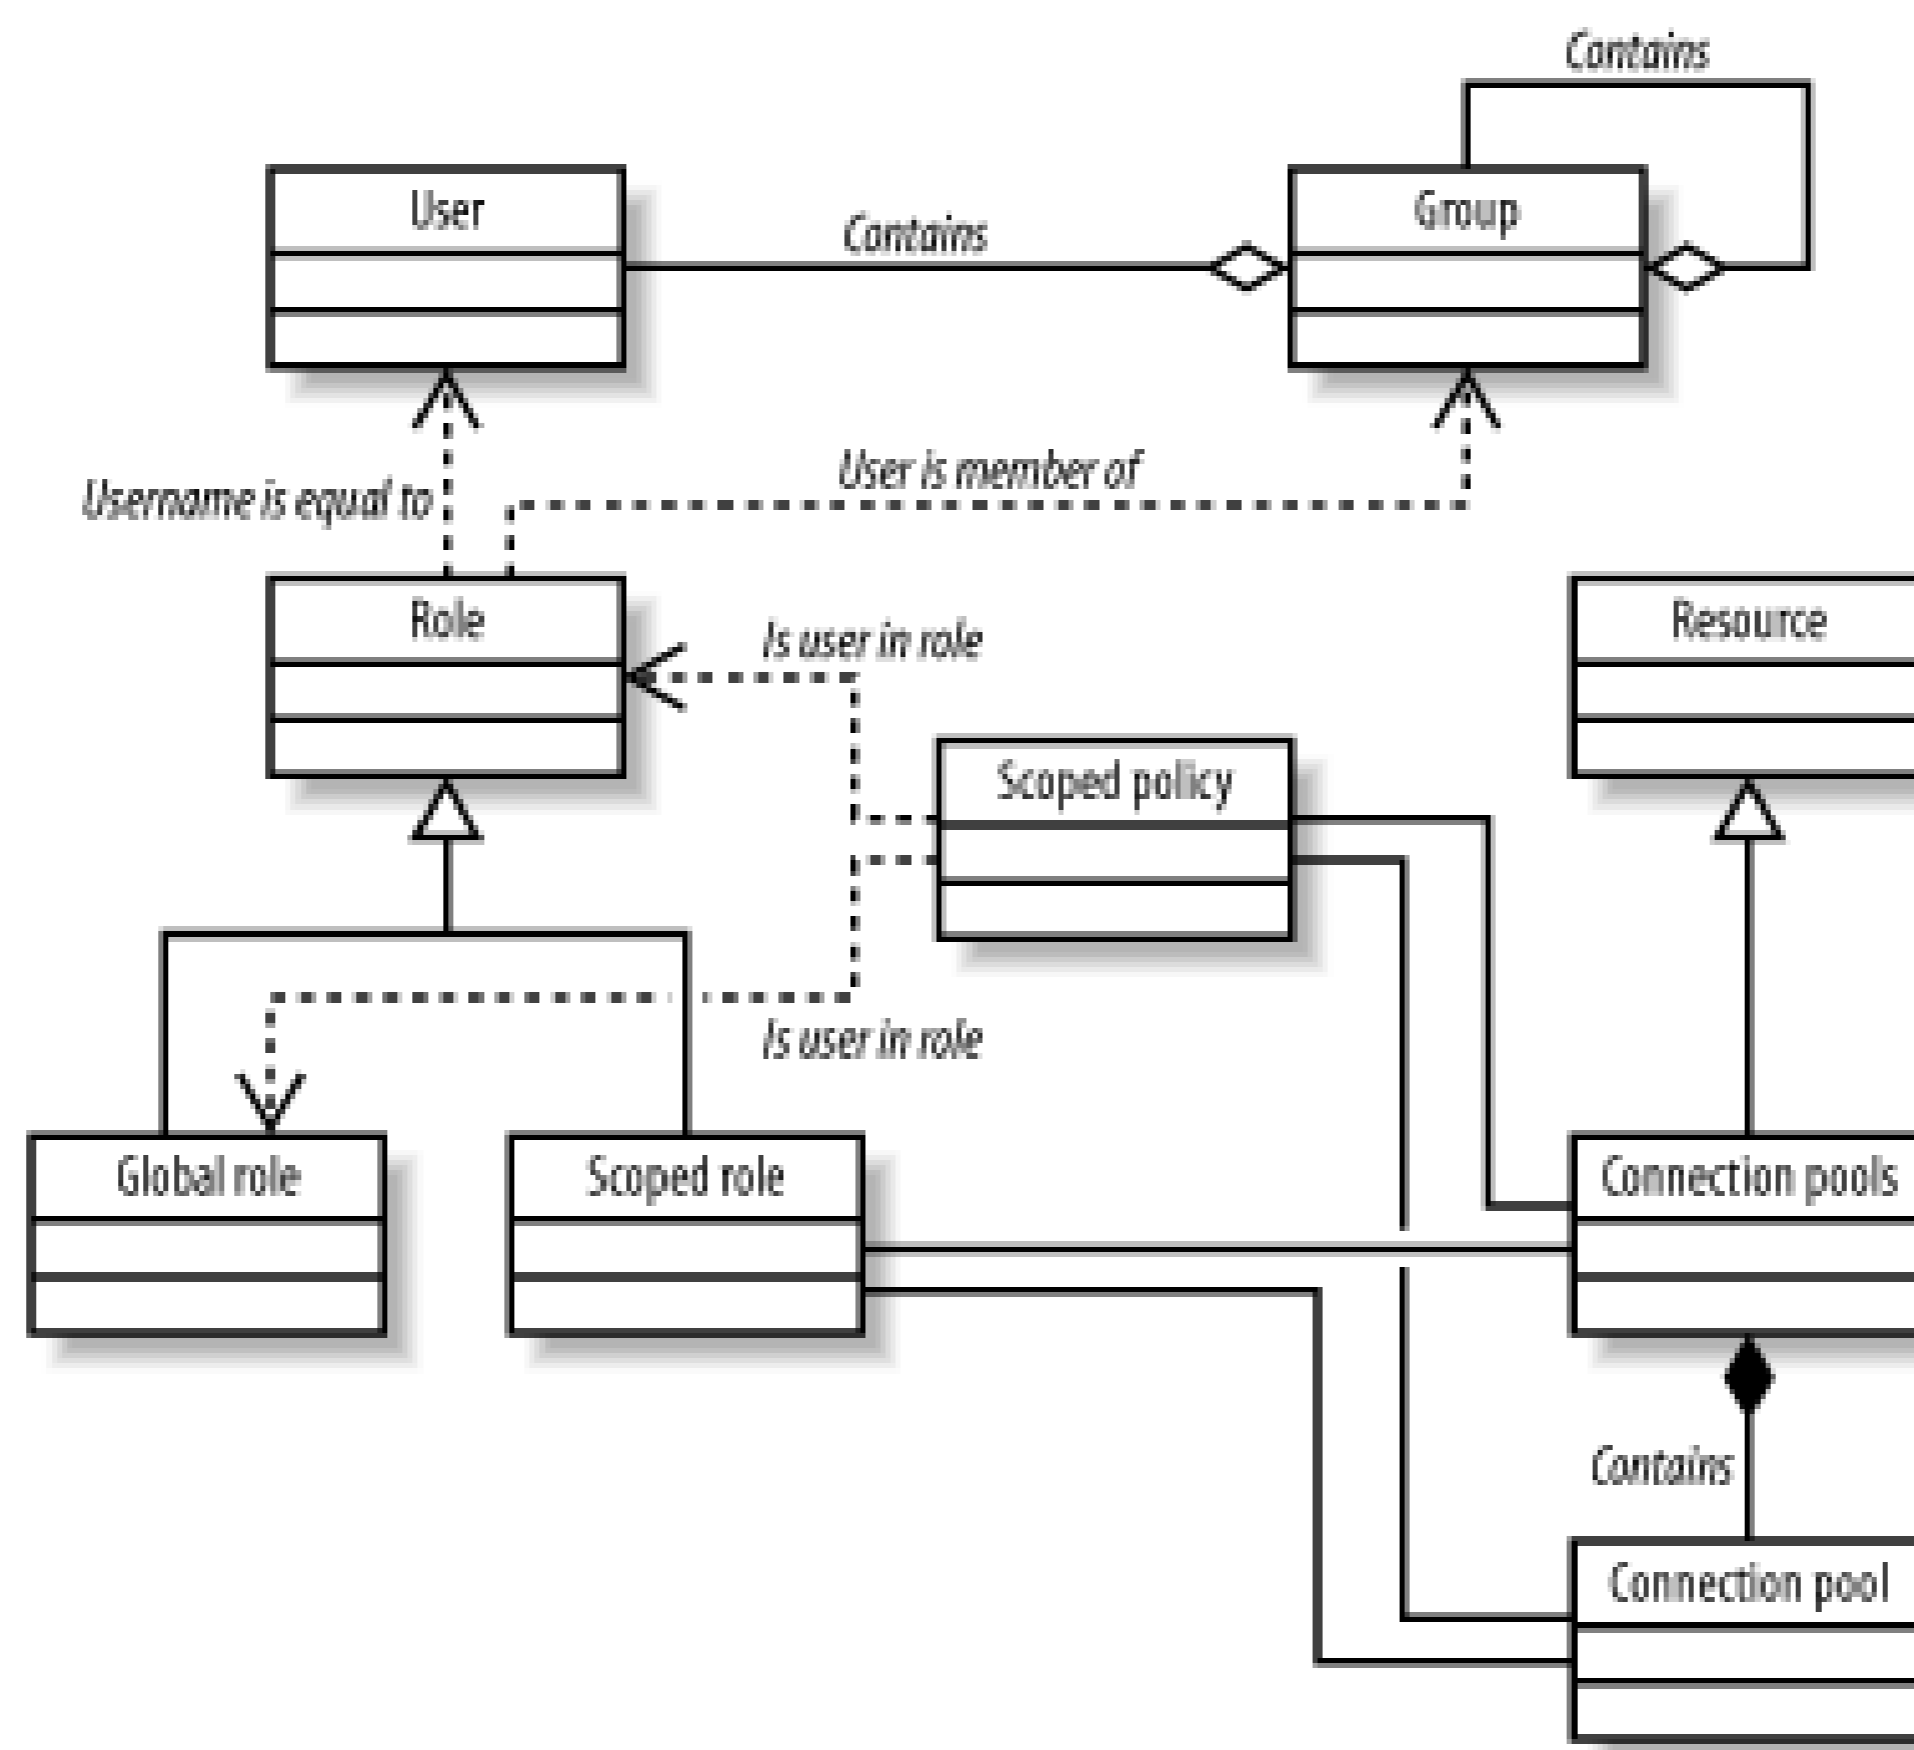 Contains
User
Group
Contains
User is member of
Username is equal to
Role
Is user in role
Resource
Scoped policy
Is user in role
Global role
Scoped role
Connection pools
Contains
Connection pool